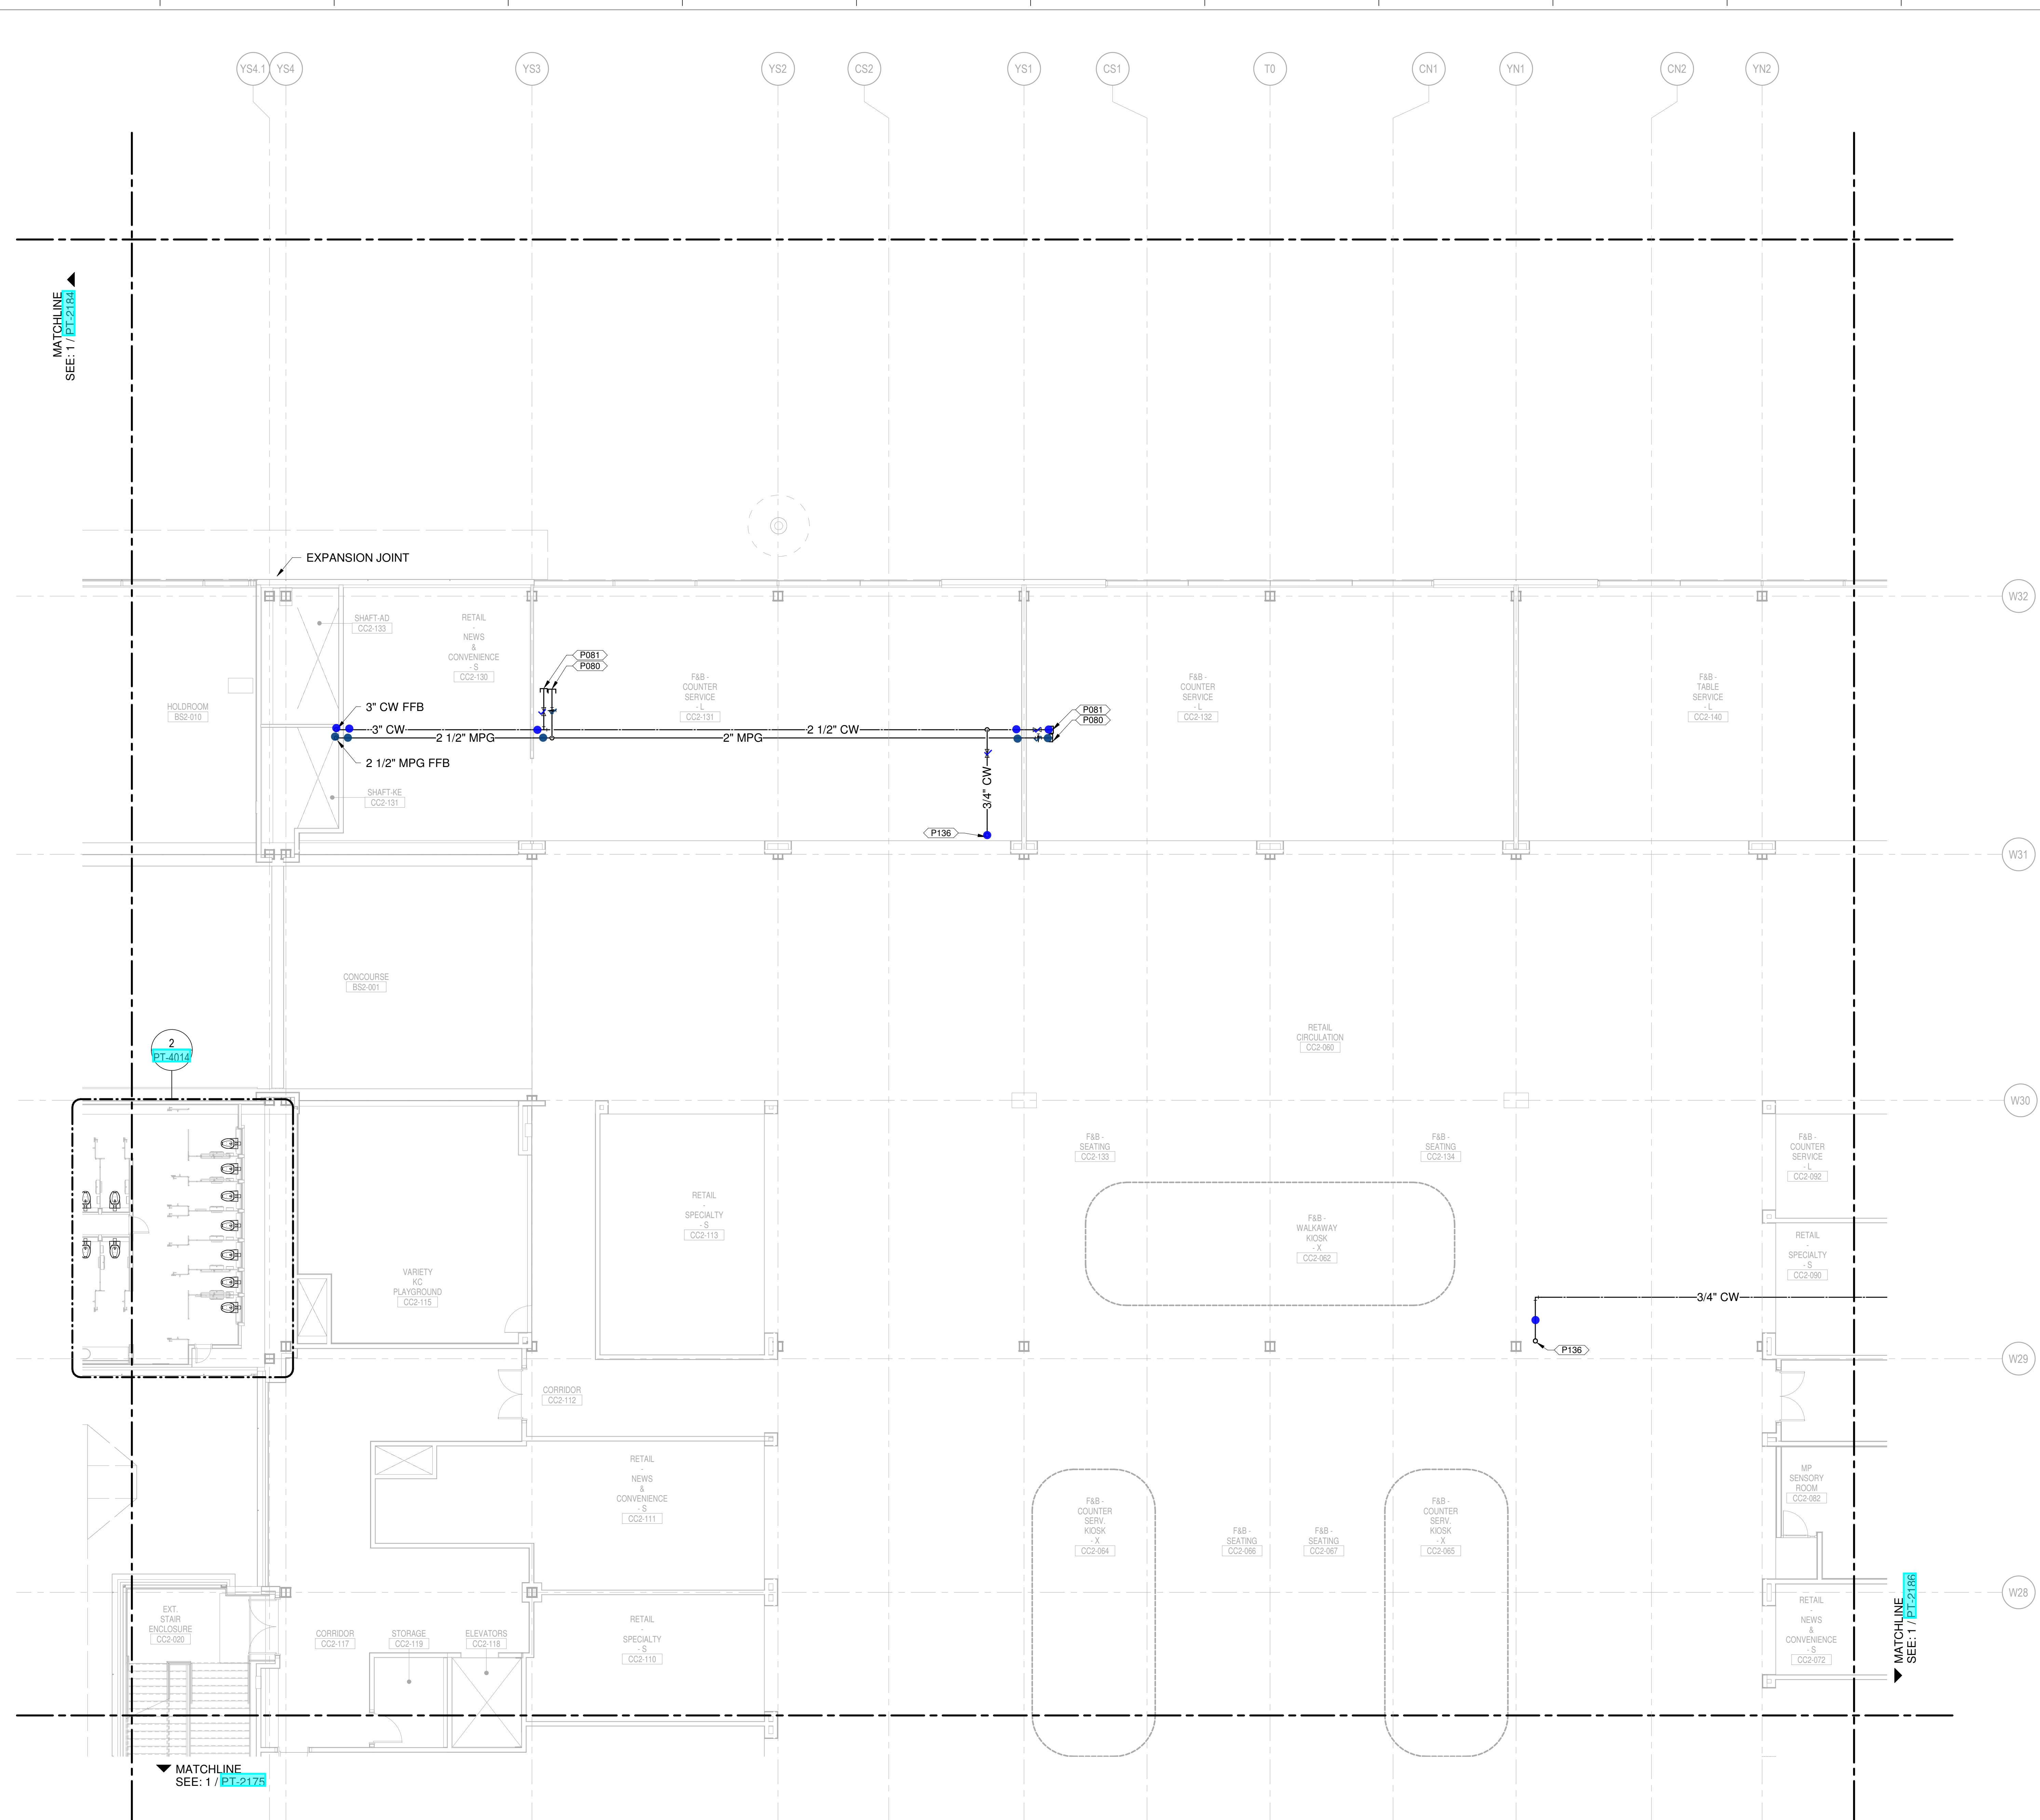 YS4.1
YS4
YS3
YS2
CS2
YS1
CS1
T0
CN1
YN1
CN2
YN2
MATCHLINE
SEE: 1 / PT-2184
EXPANSION JOINT
W32
SHAFT-AD
CC2-133
RETAIL
-
NEWS
&
CONVENIENCE
- S
CC2-130
P081
P080
F&B -
COUNTER
SERVICE
- L
CC2-131
F&B -
COUNTER
SERVICE
- L
CC2-132
F&B -
TABLE
SERVICE
- L
CC2-140
HOLDROOM
BS2-010
3" CW FFB
3" CW
2 1/2" MPG
2" MPG
2 1/2" CW
P081
P080
2 1/2" MPG FFB
SHAFT-KE
CC2-131
3/4" CW
P136
W31
CONCOURSE
BS2-001
RETAIL
CIRCULATION
CC2-060
2
PT-4014
W30
F&B -
SEATING
CC2-133
F&B -
SEATING
CC2-134
F&B -
COUNTER
SERVICE
- L
CC2-092
RETAIL
-
SPECIALTY
- S
CC2-113
F&B -
WALKAWAY
KIOSK
- X
CC2-062
RETAIL
-
SPECIALTY
- S
CC2-090
VARIETY
KC
PLAYGROUND
CC2-115
3/4" CW
P136
W29
CORRIDOR
CC2-112
RETAIL
-
NEWS
&
CONVENIENCE
- S
CC2-111
F&B -
COUNTER
SERV.
KIOSK
- X
CC2-064
F&B -
SEATING
CC2-066
F&B -
SEATING
CC2-067
F&B -
COUNTER
SERV.
KIOSK
- X
CC2-065
MP
SENSORY
ROOM
CC2-082
W28
EXT.
STAIR
ENCLOSURE
CC2-020
CORRIDOR
CC2-117
STORAGE
CC2-119
ELEVATORS
CC2-118
RETAIL
-
SPECIALTY
- S
CC2-110
RETAIL
-
NEWS
&
CONVENIENCE
- S
CC2-072
MATCHLINE
SEE: 1 / PT-2186
MATCHLINE
SEE: 1 / PT-2175